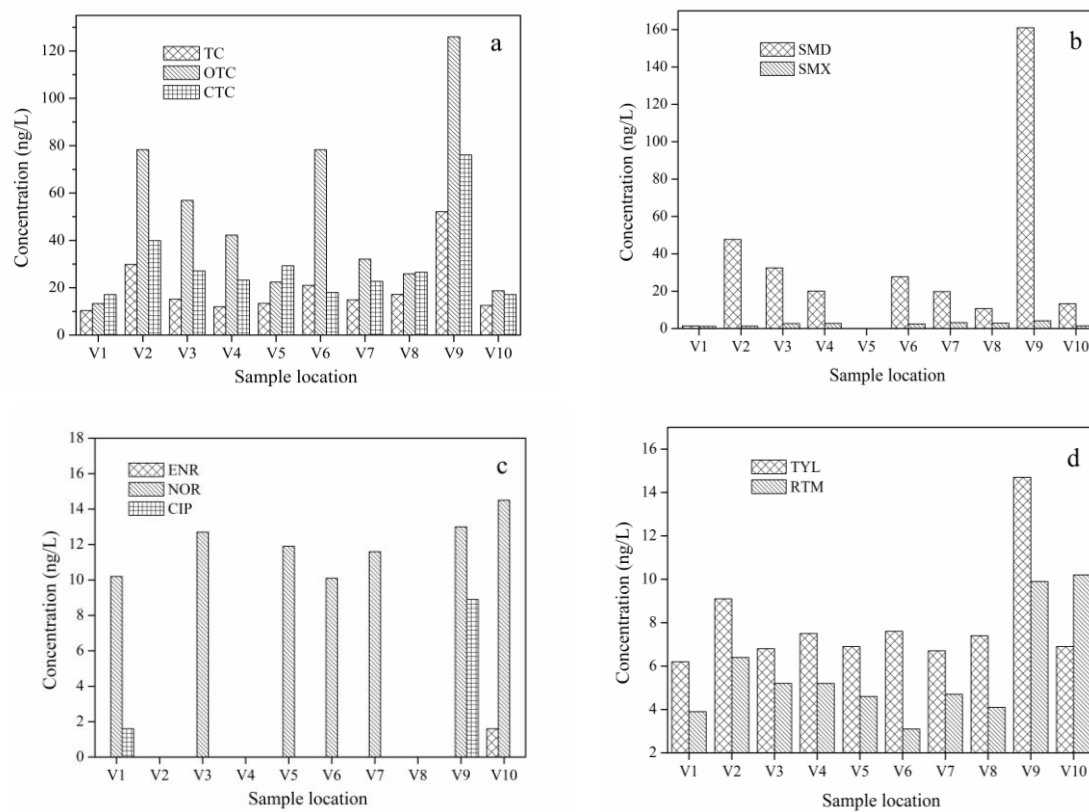 a
TC
OTC
CTC
120
100
80
60
40
20
0
Concentration (ng/L)
V1 V2 V3 V4 V5 V6 V7 V8 V9 V10
Sample location
b
SMD
SMX
160
140
120
100
80
60
40
20
0
Concentration (ng/L)
V1 V2 V3 V4 V5 V6 V7 V8 V9 V10
Sample location
c
ENR
NOR
CIP
18
16
14
12
10
8
6
4
2
0
Concentration (ng/L)
V1 V2 V3 V4 V5 V6 V7 V8 V9 V10
Sample location
d
TYL
RTM
16
14
12
10
8
6
4
2
Concentration (ng/L)
V1 V2 V3 V4 V5 V6 V7 V8 V9 V10
Sample location